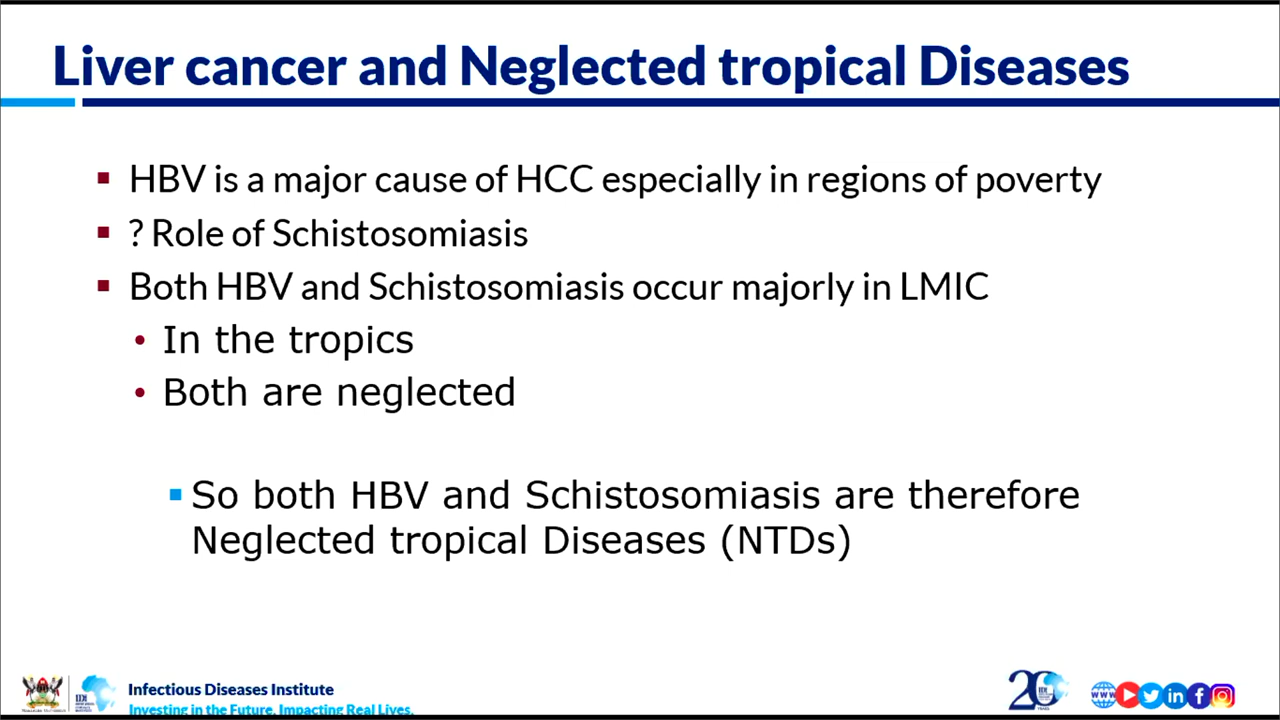 Liver cancer and Neglected tropical Diseases
HBV is a major cause of HCC especially in regions of poverty
? Role of Schistosomiasis
Both HBV and Schistosomiasis occur majorly in LMIC
In the tropics
Both are neglected
So both HBV and Schistosomiasis are therefore
Neglected tropical Diseases (NTDs)
Infectious Diseases Institute
Investing in the Future. Impacting Real Lives.
20
IDI